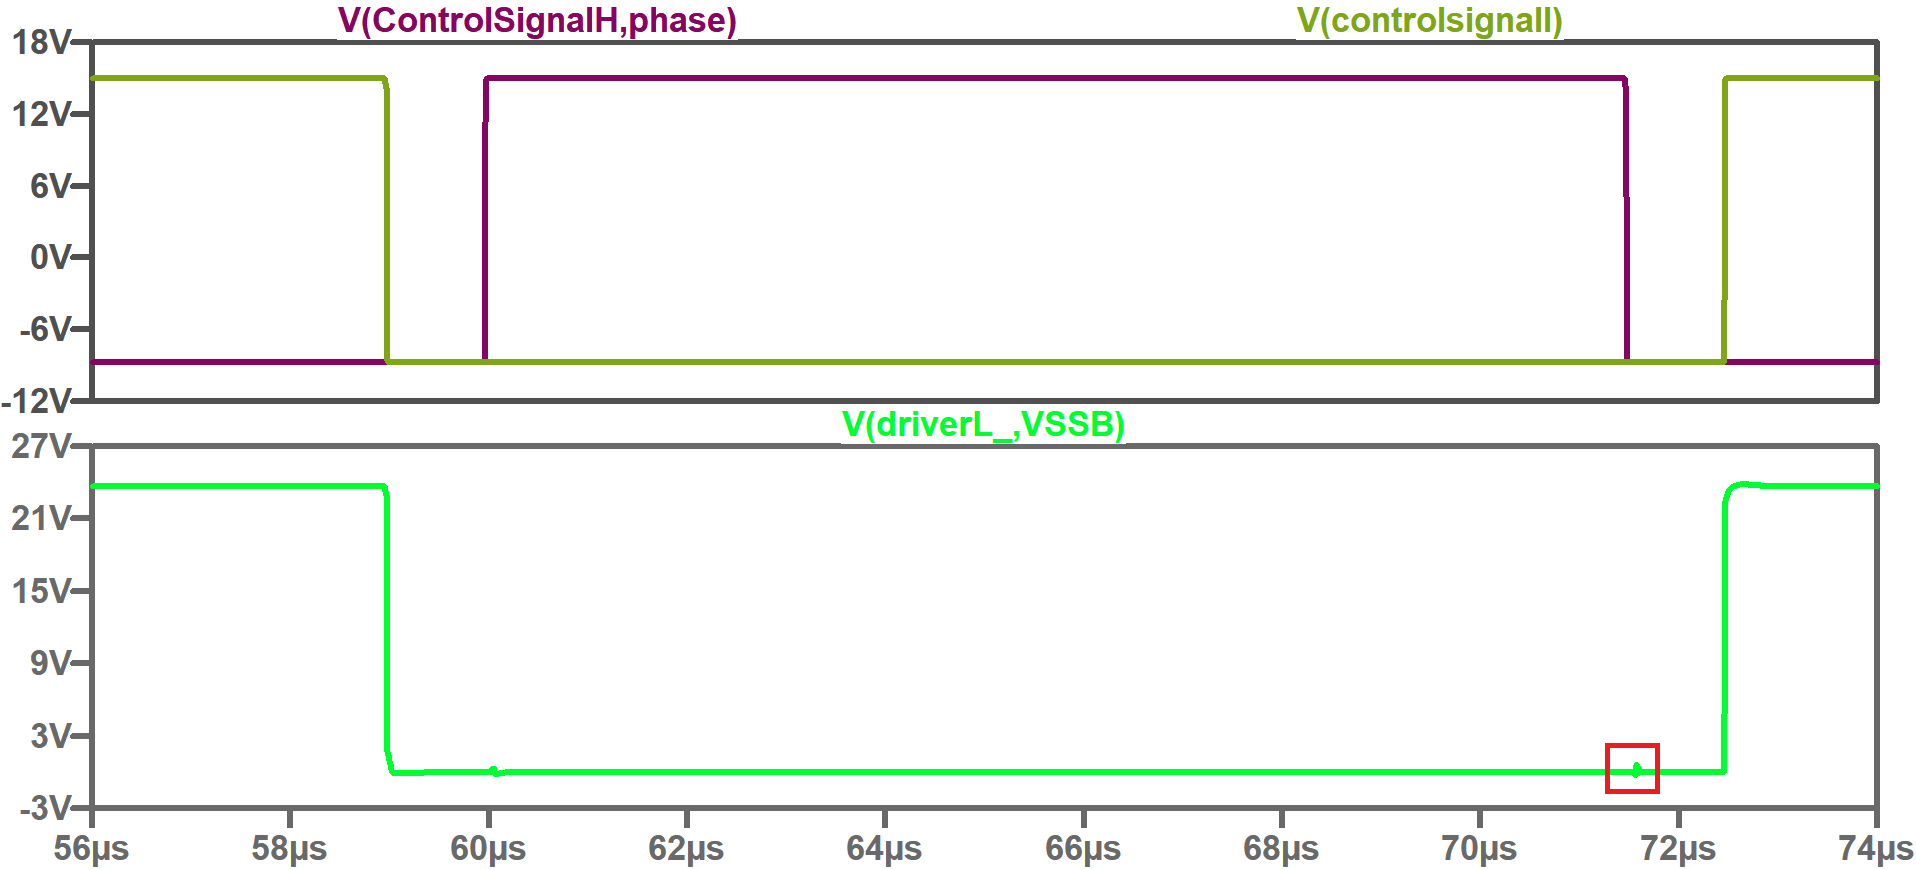 V(ControlSignalH,phase) V(controlsignall)
18V
12V
6V
0V
-6V
-12V
V(driverL_,VSSB)
27V
21V
15V
9V
3V
-3V
56µs 58µs 60µs 62µs 64µs 66µs 68µs 70µs 72µs 74µs